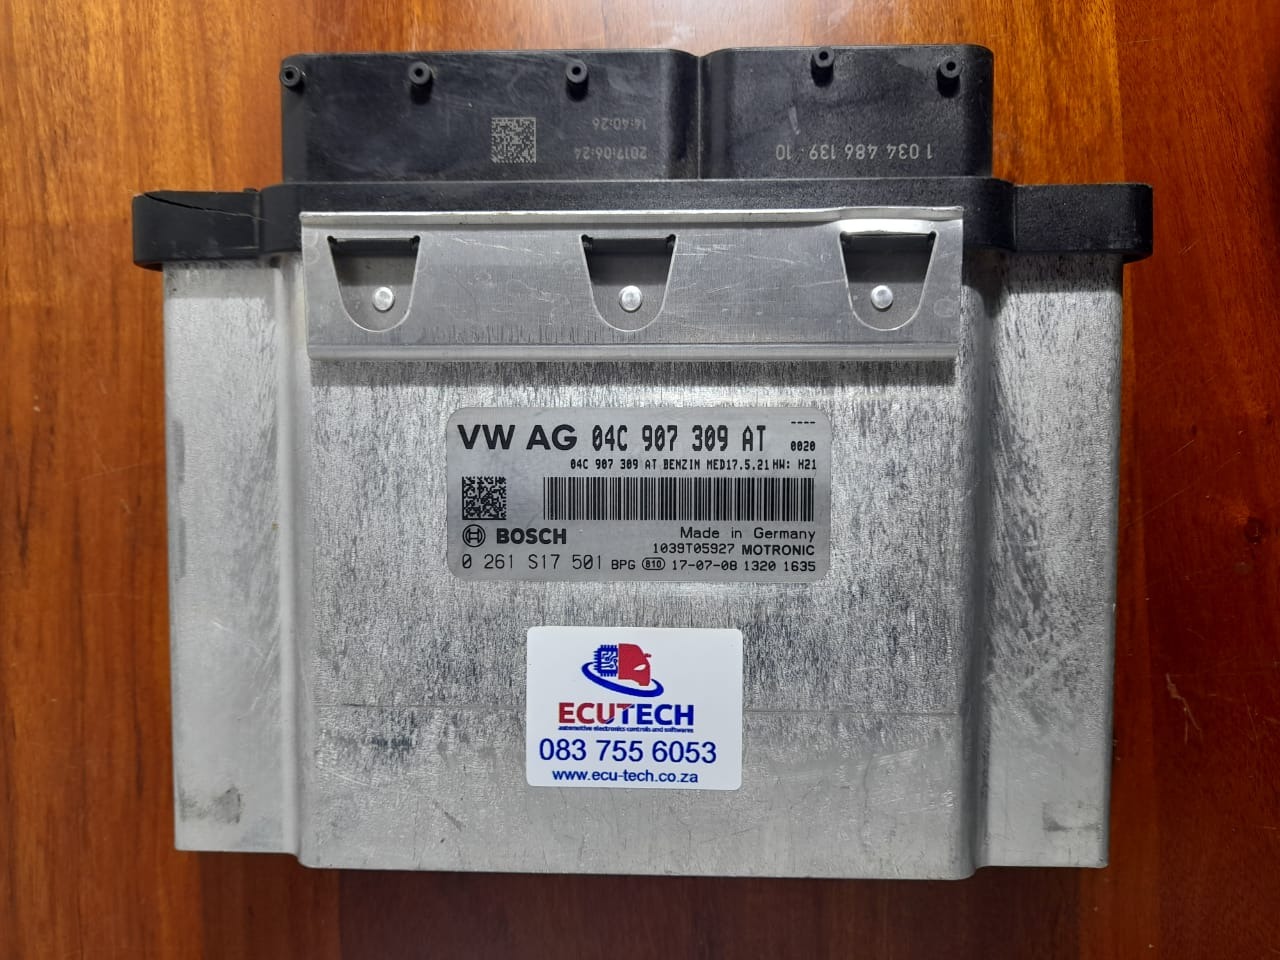 14:40:26
2017:06:24
1 034 486 139 - 10
VW AG 04C 907 309 AT ----
0020
04C 907 309 AT BENZIN MED17.5.21 HW: H21
BOSCH Made in Germany
1039T05927 MOTRONIC
0 261 S17 501 BPG 810 17-07-08 1320 1635
ECUTECH
automotive electronics controls and softwares
083 755 6053
www.ecu-tech.co.za